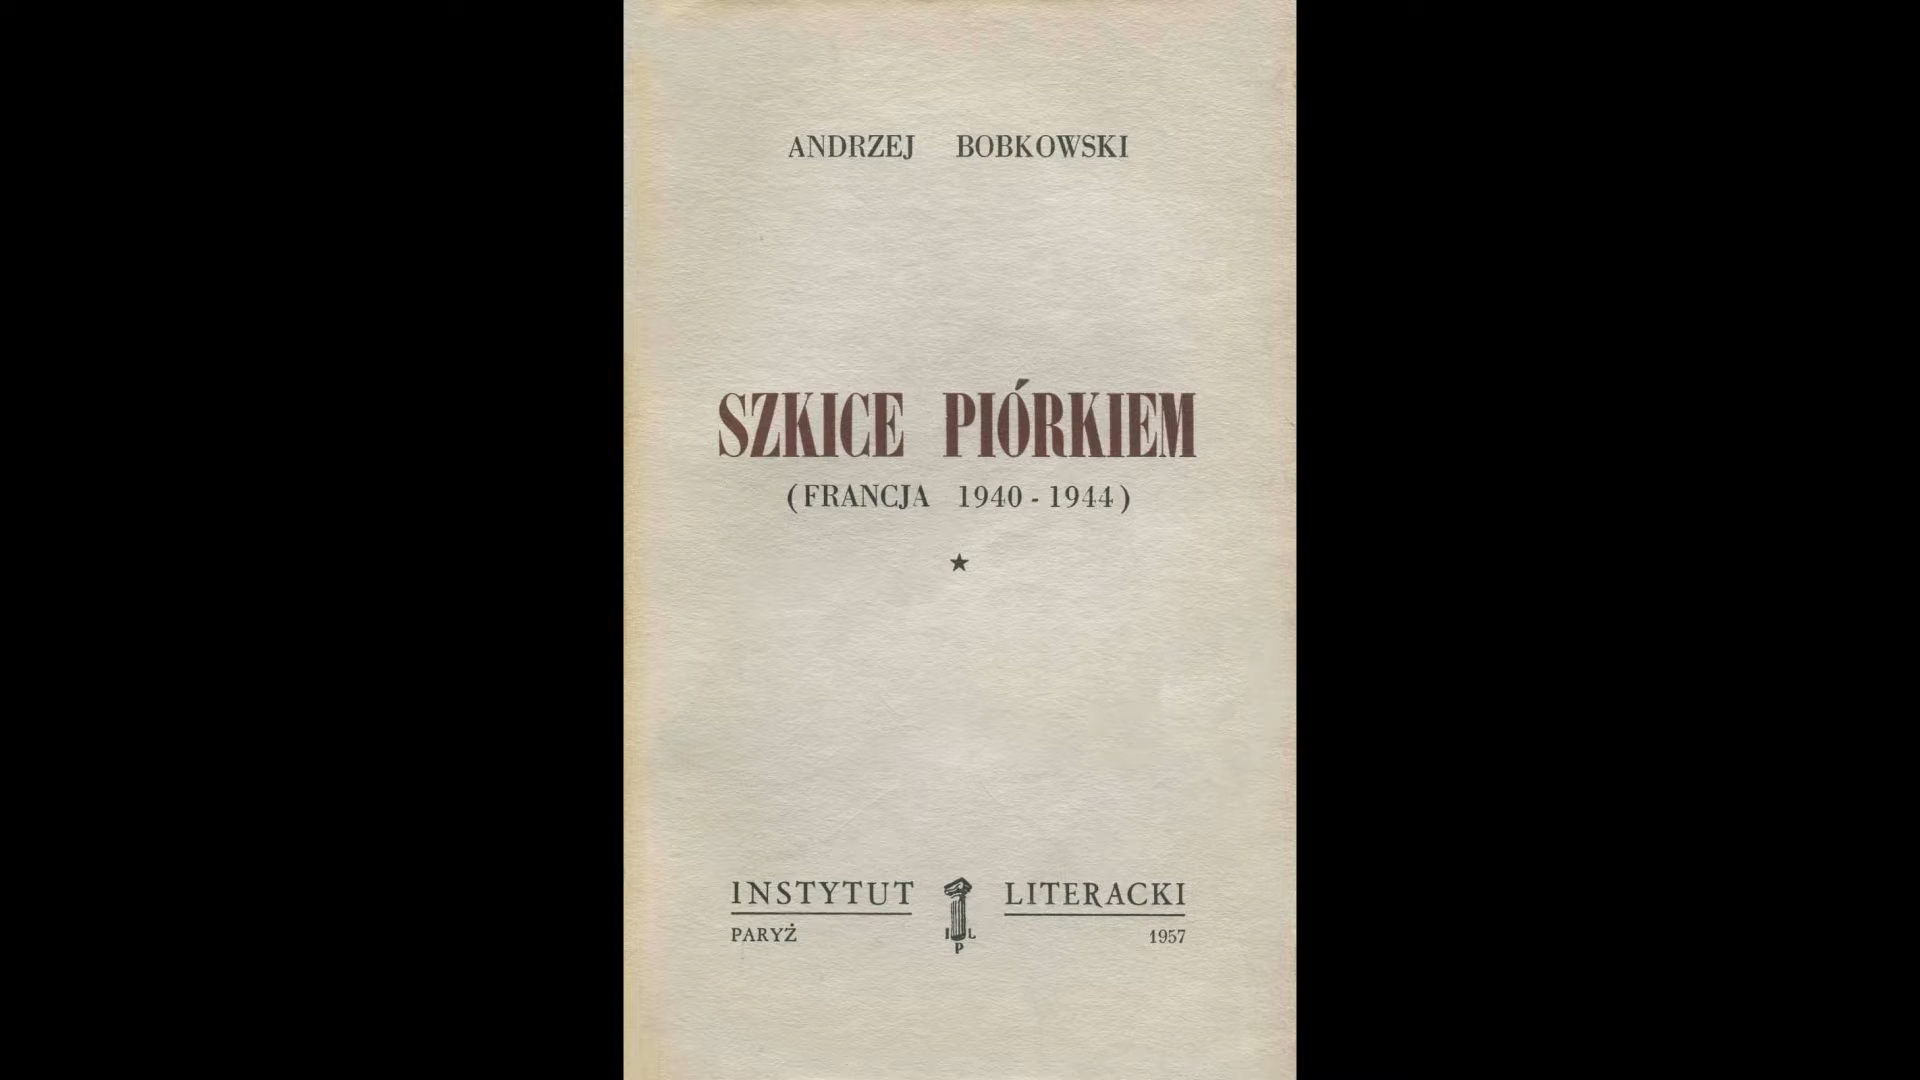 ANDRZEJ BOBKOWSKI
SZKICE PIÓRKIEM
(FRANCJA 1940 - 1944)
★
INSTYTUT LITERACKI
PARYŻ 1957
I L
P